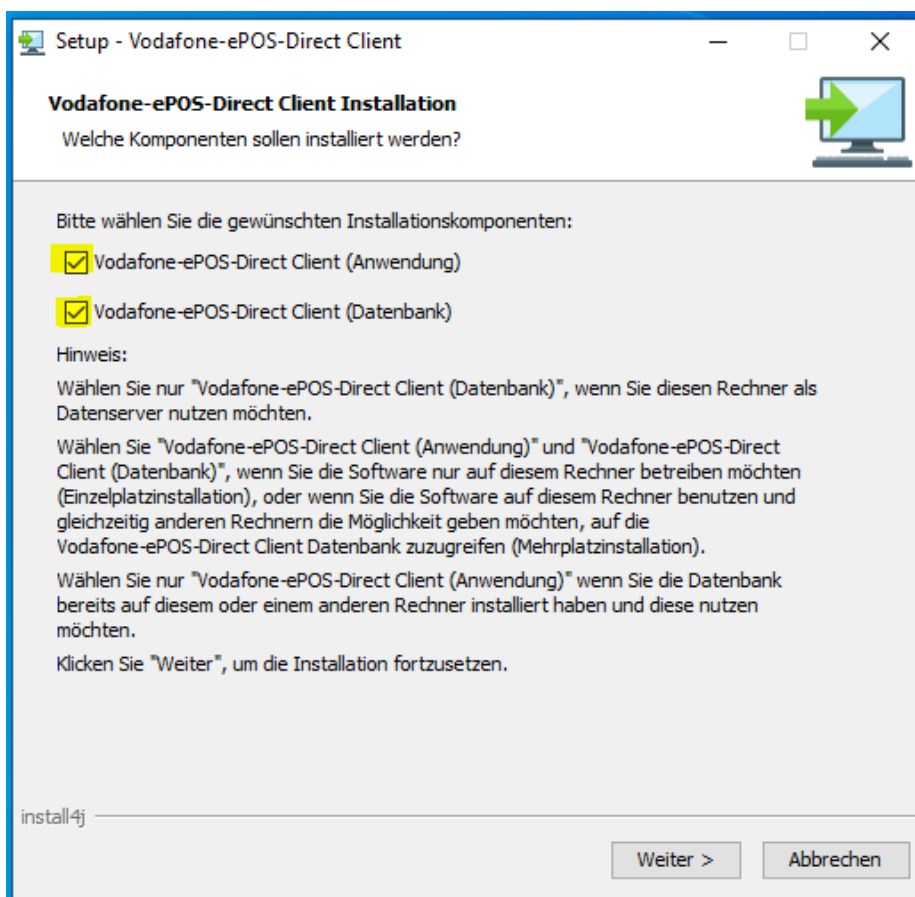 Setup - Vodafone-ePOS-Direct Client
Vodafone-ePOS-Direct Client Installation
Welche Komponenten sollen installiert werden?
Bitte wählen Sie die gewünschten Installationskomponenten:
Vodafone-ePOS-Direct Client (Anwendung)
Vodafone-ePOS-Direct Client (Datenbank)
Hinweis:
Wählen Sie nur "Vodafone-ePOS-Direct Client (Datenbank)", wenn Sie diesen Rechner als
Datenserver nutzen möchten.
Wählen Sie "Vodafone-ePOS-Direct Client (Anwendung)" und "Vodafone-ePOS-Direct
Client (Datenbank)", wenn Sie die Software nur auf diesem Rechner betreiben möchten
(Einzelplatzinstallation), oder wenn Sie die Software auf diesem Rechner benutzen und
gleichzeitig anderen Rechnern die Möglichkeit geben möchten, auf die
Vodafone-ePOS-Direct Client Datenbank zuzugreifen (Mehrplatzinstallation).
Wählen Sie nur "Vodafone-ePOS-Direct Client (Anwendung)" wenn Sie die Datenbank
bereits auf diesem oder einem anderen Rechner installiert haben und diese nutzen
möchten.
Klicken Sie "Weiter", um die Installation fortzusetzen.
install4j
Weiter >
Abbrechen